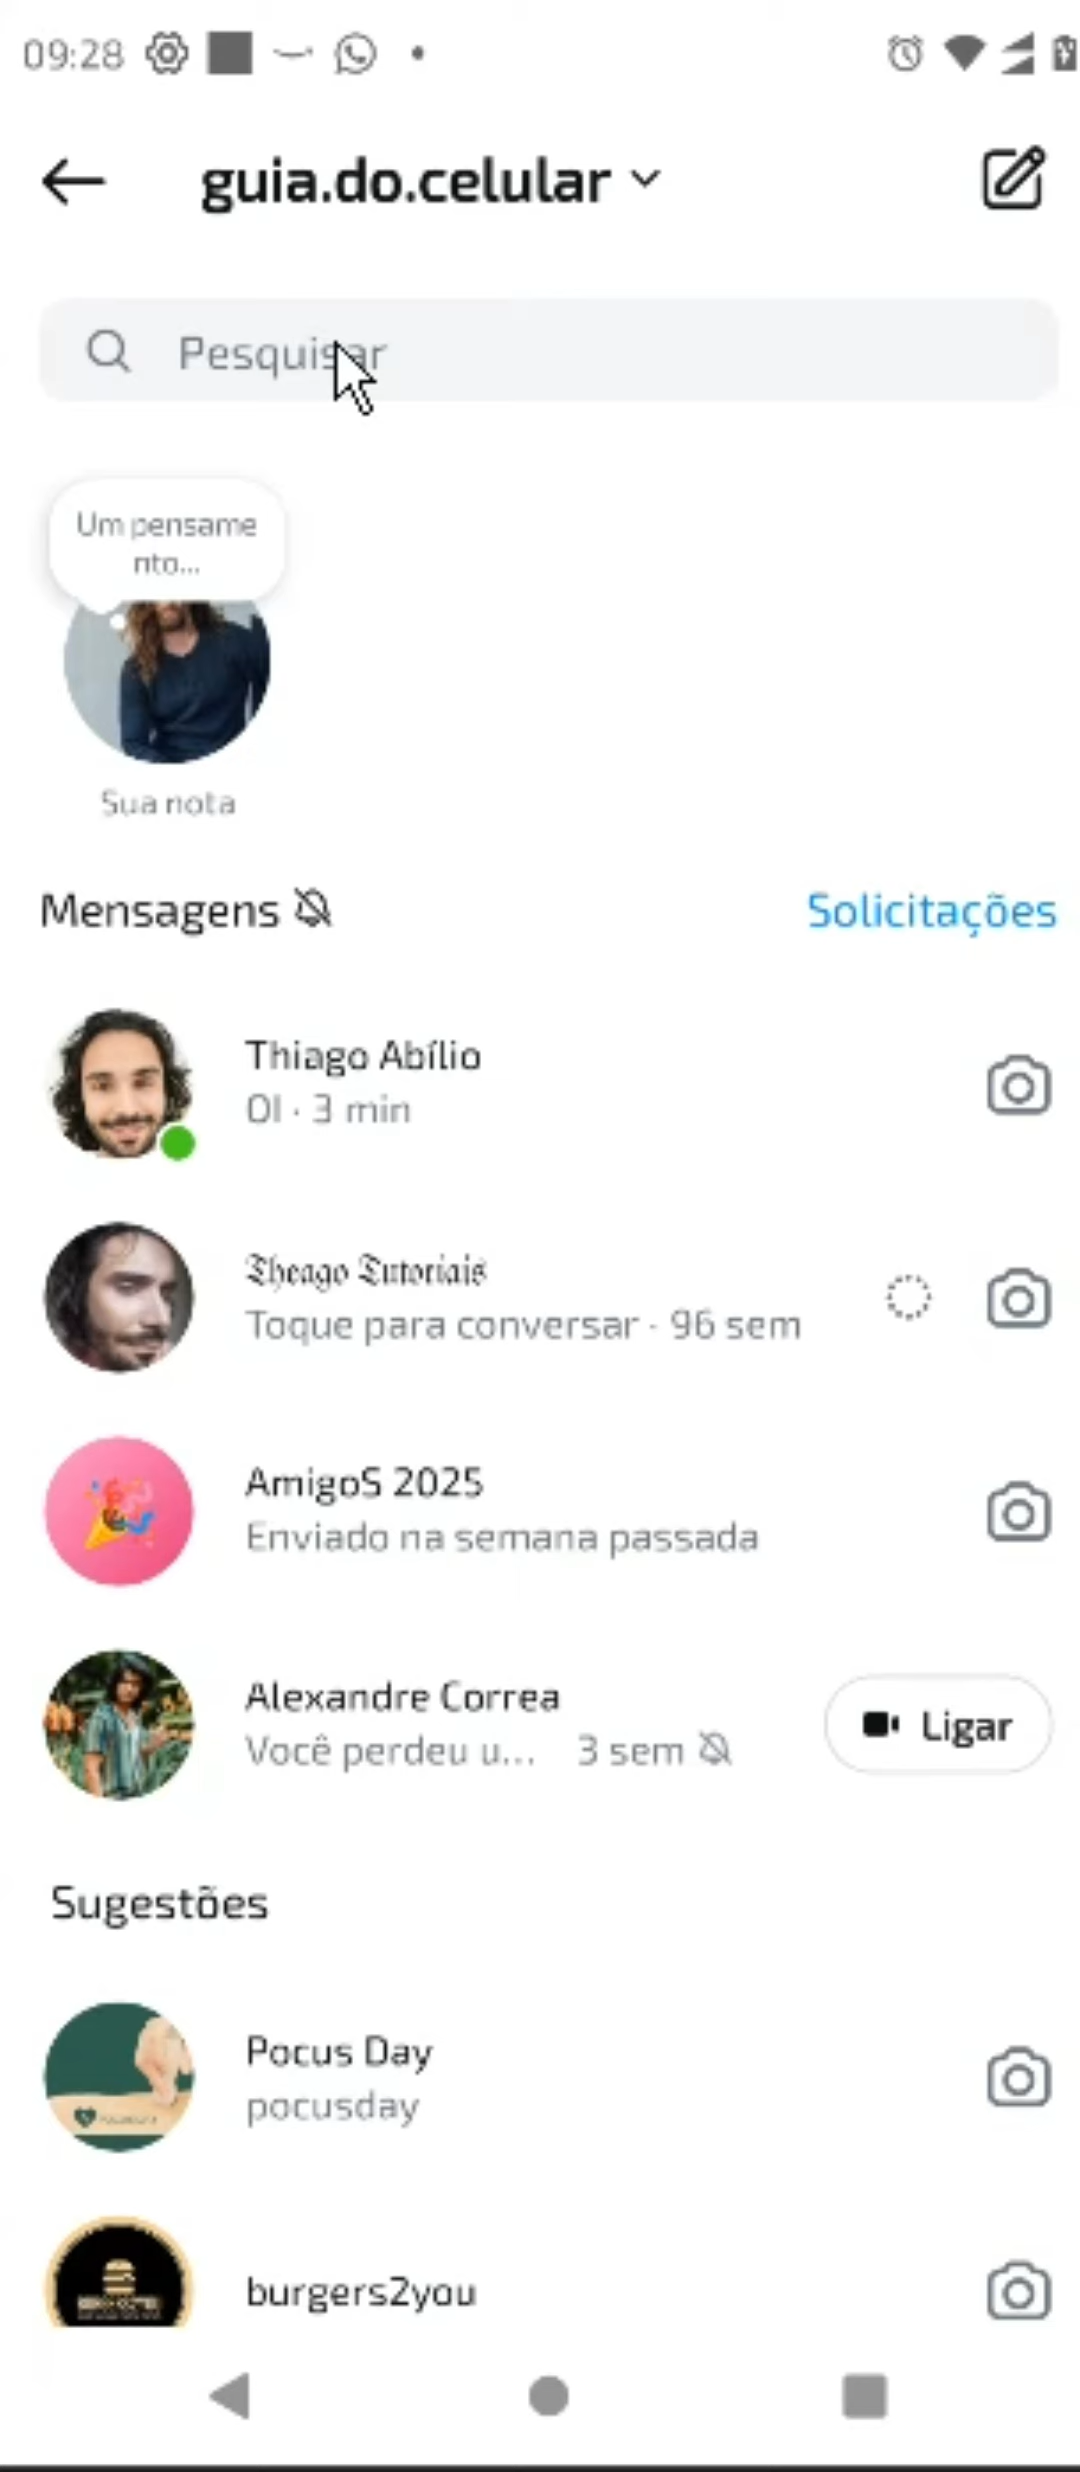 09:28
guia.do.celular
Pesquisar
Um pensame
nto...
Sua nota
Mensagens
Solicitações
Thiago Abílio
OI · 3 min
𝕿𝖍𝖊𝖆𝖌𝖔 𝕿𝖚𝖙𝖔𝖗𝖎𝖆𝖎𝖘
Toque para conversar · 96 sem
AmigoS 2025
Enviado na semana passada
Alexandre Correa
Você perdeu u... 3 sem
Ligar
Sugestões
Pocus Day
pocusday
burgers2you